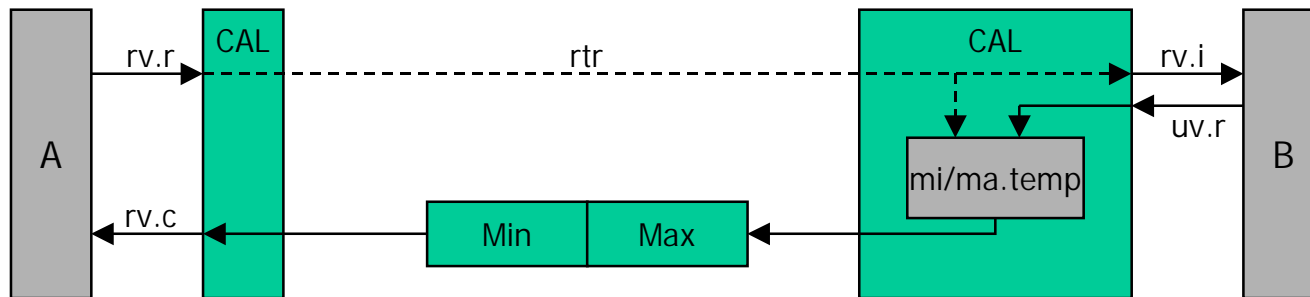 CAL
CAL
rv.r
rtr
rv.i
uv.r
A
B
mi/ma.temp
rv.c
Min
Max